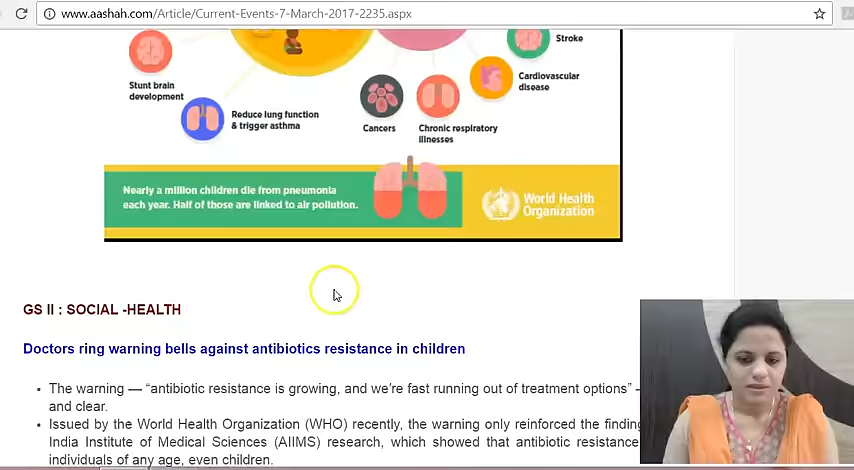 www.aashah.com/Article/Current-Events-7-March-2017-2235.aspx
Stroke
Stunt brain
development
Cardiovascular
disease
Reduce lung function
& trigger asthma
Cancers
Chronic respiratory
illnesses
Nearly a million children die from pneumonia
each year. Half of those are linked to air pollution.
World Health
Organization
GS II : SOCIAL -HEALTH
Doctors ring warning bells against antibiotics resistance in children
• The warning — “antibiotic resistance is growing, and we're fast running out of treatment options” -
and clear.
• Issued by the World Health Organization (WHO) recently, the warning only reinforced the finding
India Institute of Medical Sciences (AIIMS) research, which showed that antibiotic resistance
individuals of any age, even children.